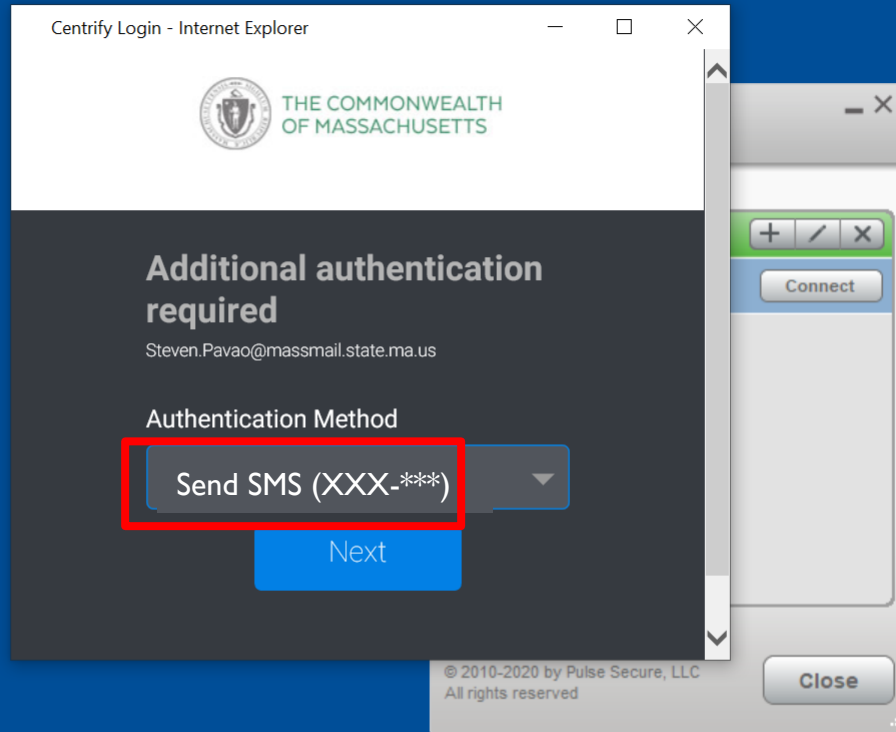 Centrify Login - Internet Explorer
THE COMMONWEALTH
OF MASSACHUSETTS
Additional authentication
required
Steven.Pavao@massmail.state.ma.us
Authentication Method
Send SMS (XXX-***)
Next
Connect
© 2010-2020 by Pulse Secure, LLC
All rights reserved
Close